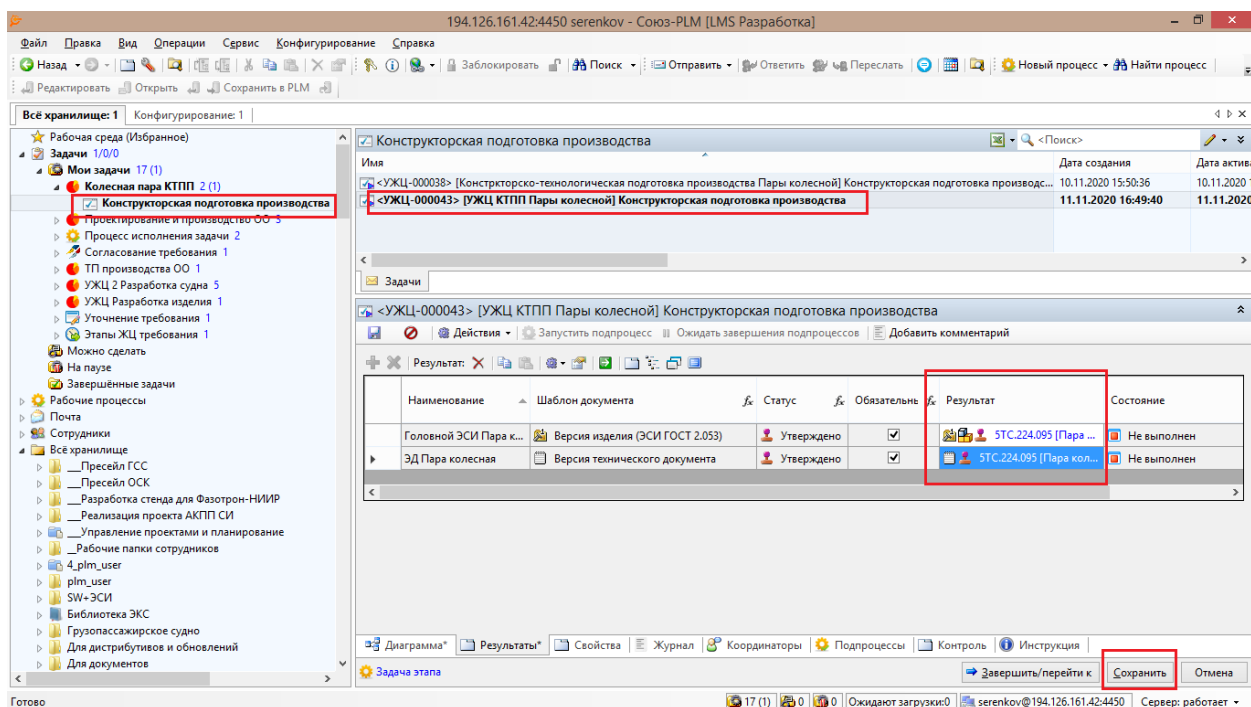 194.126.161.42:4450 serenkov - Союз-PLM [LMS Разработка]
Файл Правка Вид Операции Сервис Конфигурирование Справка
Назад Заблокировать Поиск Отправить Ответить Переслать Новый процесс Найти процесс
Редактировать Открыть Сохранить в PLM
Всё хранилище: 1 Конфигурирование: 1
Рабочая среда (Избранное)
Задачи 1/0/0
Мои задачи 17 (1)
Колесная пара КТПП 2 (1)
Конструкторская подготовка производства
Проектирование и производство ОО 3
Процесс исполнения задачи 2
Согласование требования 1
ТП производства ОО 1
УЖЦ 2 Разработка судна 5
УЖЦ Разработка изделия 1
Уточнение требования 1
Этапы ЖЦ требования 1
Можно сделать
На паузе
Завершённые задачи
Рабочие процессы
Почта
Сотрудники
Всё хранилище
__Пресейл ГСС
__Пресейл ОСК
__Разработка стенда для Фазотрон-НИИР
__Реализация проекта АКПП СИ
__Управление проектами и планирование
_Рабочие папки сотрудников
4_plm_user
plm_user
SW+ЭСИ
Библиотека ЭКС
Грузопассажирское судно
Для дистрибутивов и обновлений
Для документов
Конструкторская подготовка производства <Поиск>
Имя Дата создания Дата актива
<УЖЦ-000038> [Констркторско-технологическая подготовка производства Пары колесной] Конструкторская подготовка производс... 10.11.2020 15:50:36 10.11.2020
<УЖЦ-000043> [УЖЦ КТПП Пары колесной] Конструкторская подготовка производства 11.11.2020 16:49:40 11.11.2020
Задачи
<УЖЦ-000043> [УЖЦ КТПП Пары колесной] Конструкторская подготовка производства
Действия Запустить подпроцесс Ожидать завершения подпроцессов Добавить комментарий
Результат:
Наименование Шаблон документа fx Статус fx Обязательнь fx Результат Состояние
Головной ЭСИ Пара к... Версия изделия (ЭСИ ГОСТ 2.053) Утверждено 5ТС.224.095 [Пара ... Не выполнен
ЭД Пара колесная Версия технического документа Утверждено 5ТС.224.095 [Пара кол... Не выполнен
Диаграмма* Результаты* Свойства Журнал Координаторы Подпроцессы Контроль Инструкция
Задача этапа Завершить/перейти к Сохранить Отмена
Готово 17 (1) 0 0 Ожидают загрузки:0 serenkov@194.126.161.42:4450 Сервер: работает